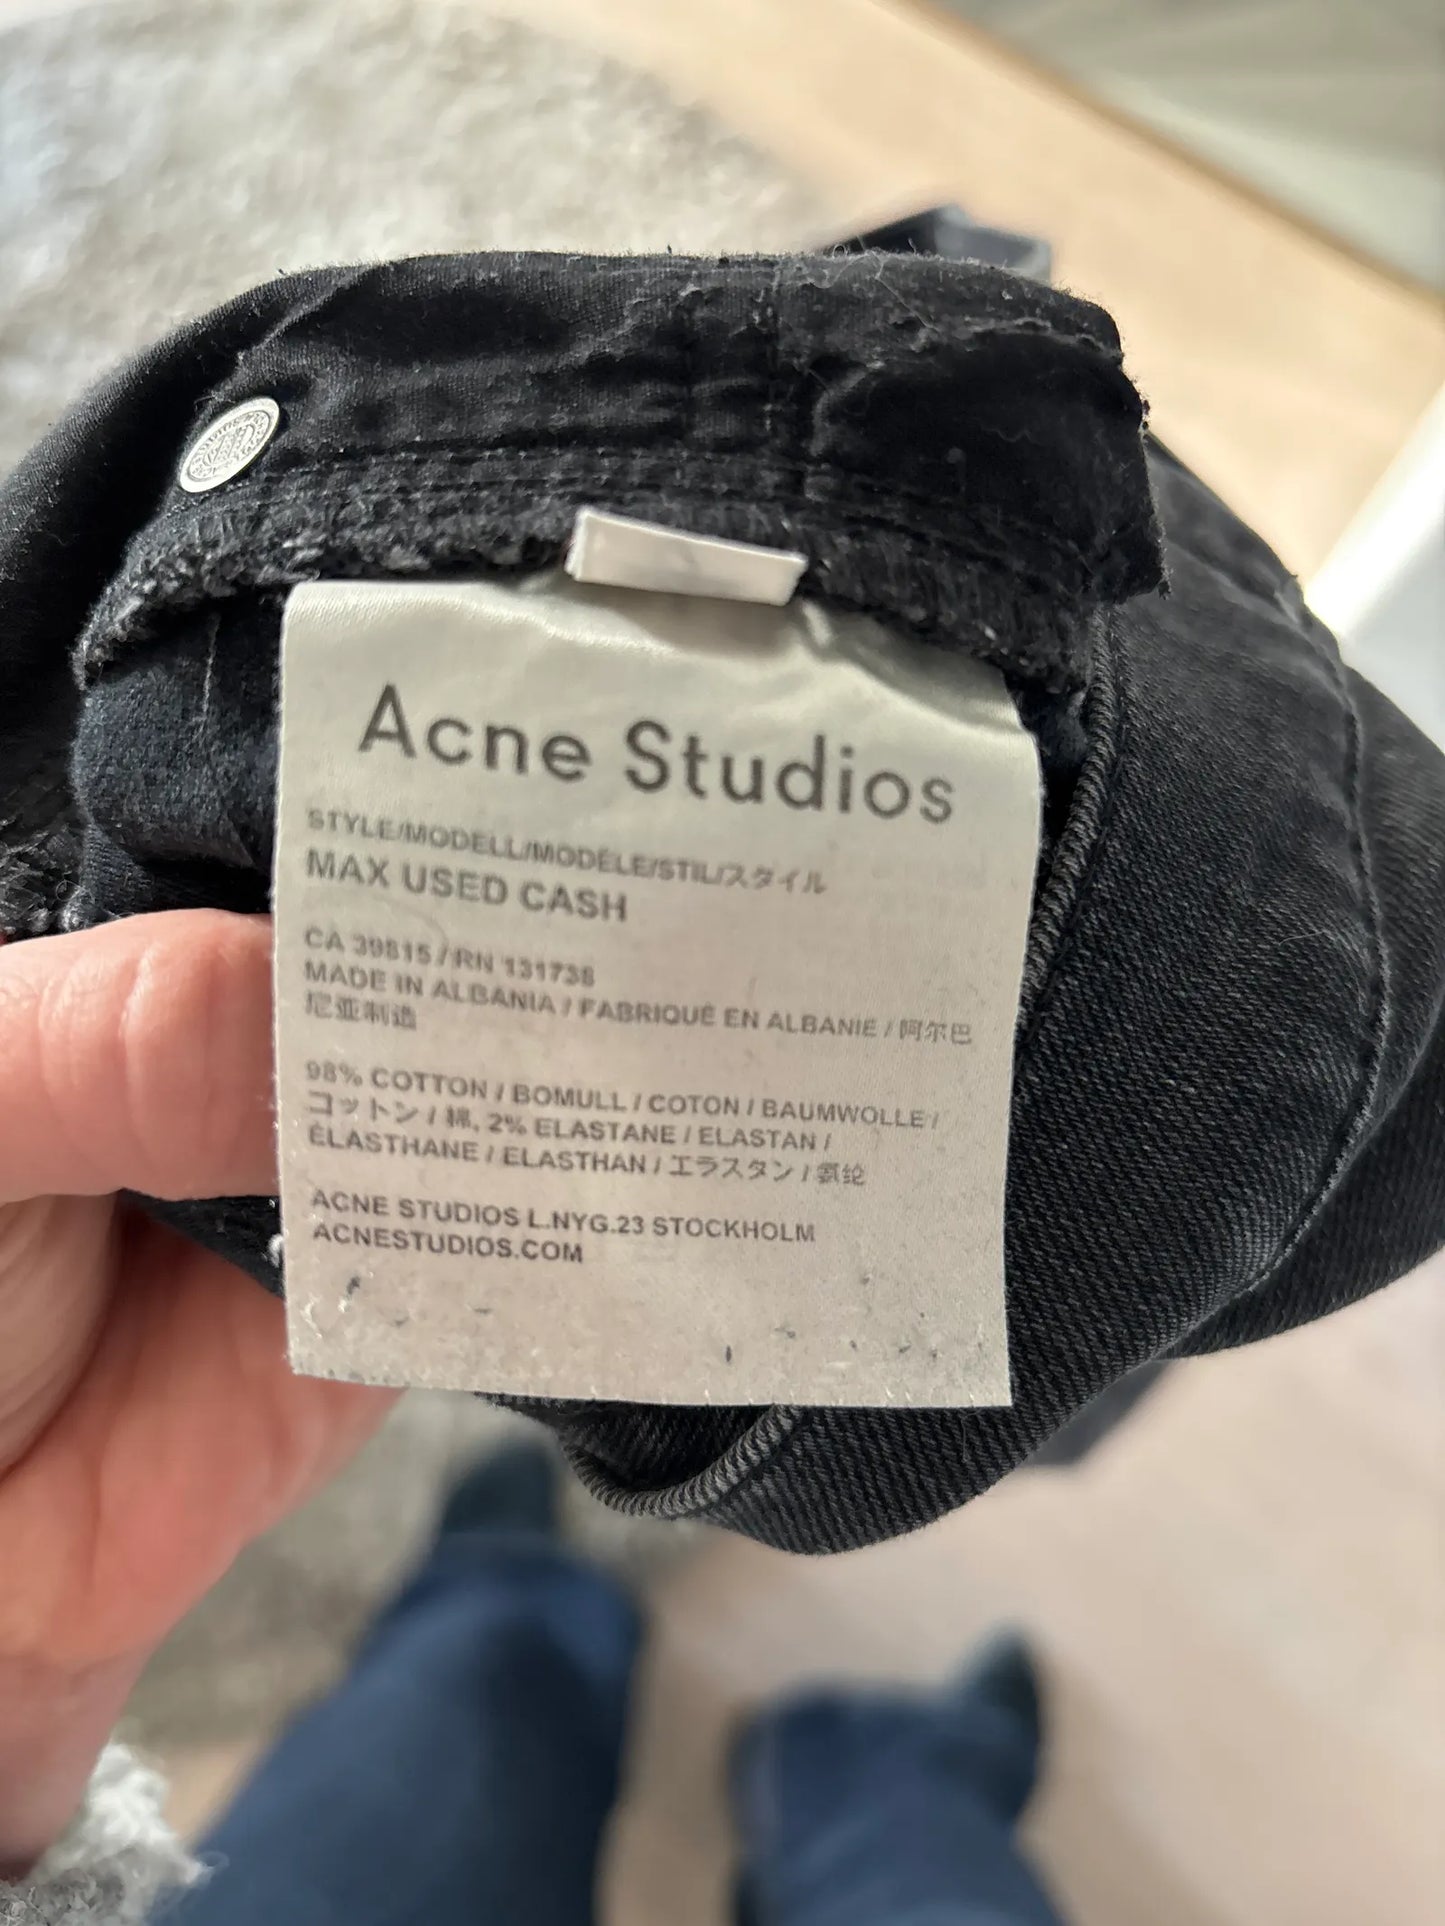 Acne Studios
STYLE/MODELL/MODÈLE/STIL/スタイル
MAX USED CASH
CA 39815 / RN 131738
MADE IN ALBANIA / FABRIQUÉ EN ALBANIE / 阿尔巴
尼亚制造
98% COTTON / BOMULL / COTON / BAUMWOLLE /
コットン / 棉, 2% ELASTANE / ELASTAN /
ÉLASTHANE / ELASTHAN / エラスタン / 氨纶
ACNE STUDIOS L.NYG.23 STOCKHOLM
ACNESTUDIOS.COM